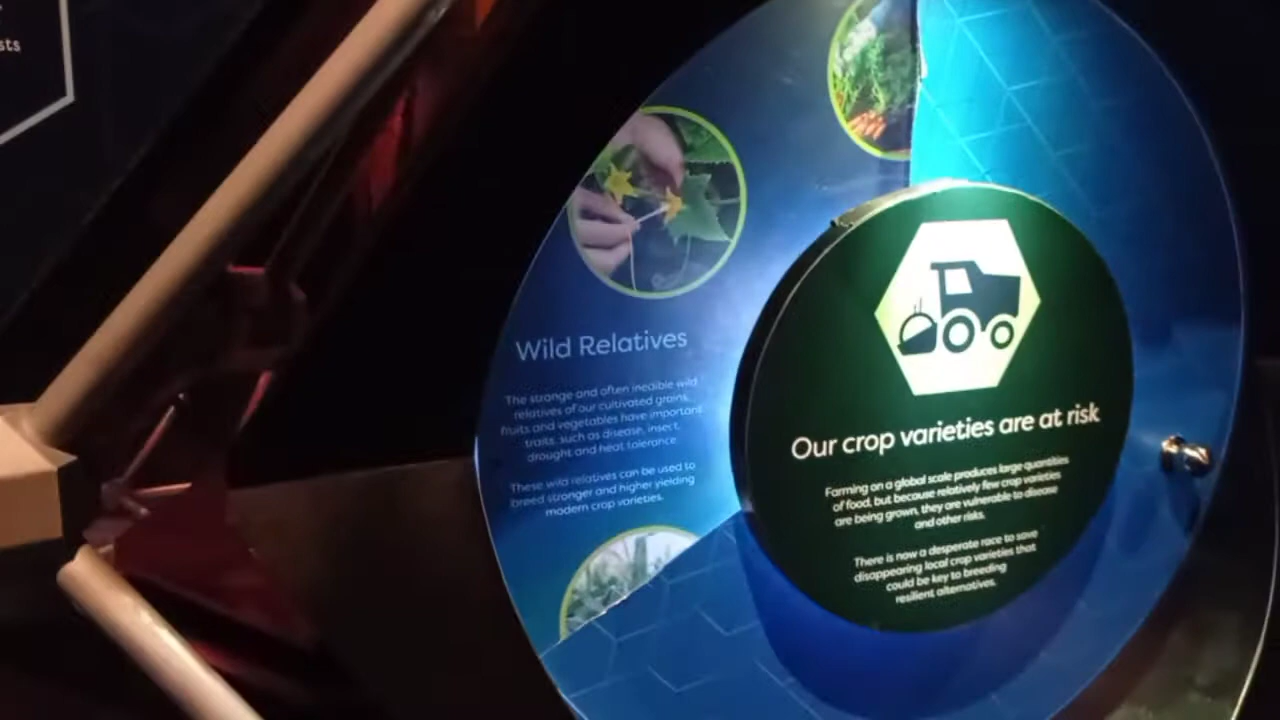 sts
Wild Relatives
The strange and often inedible wild
relatives of our cultivated grains,
fruits and vegetables have important
traits, such as disease, insect,
drought and heat tolerance.
These wild relatives can be used to
breed stronger and higher yielding
modern crop varieties.
Our crop varieties are at risk
Farming on a global scale produces large quantities
of food, but because relatively few crop varieties
are being grown, they are vulnerable to disease
and other risks.
There is now a desperate race to save
disappearing local crop varieties that
could be key to breeding
resilient alternatives.